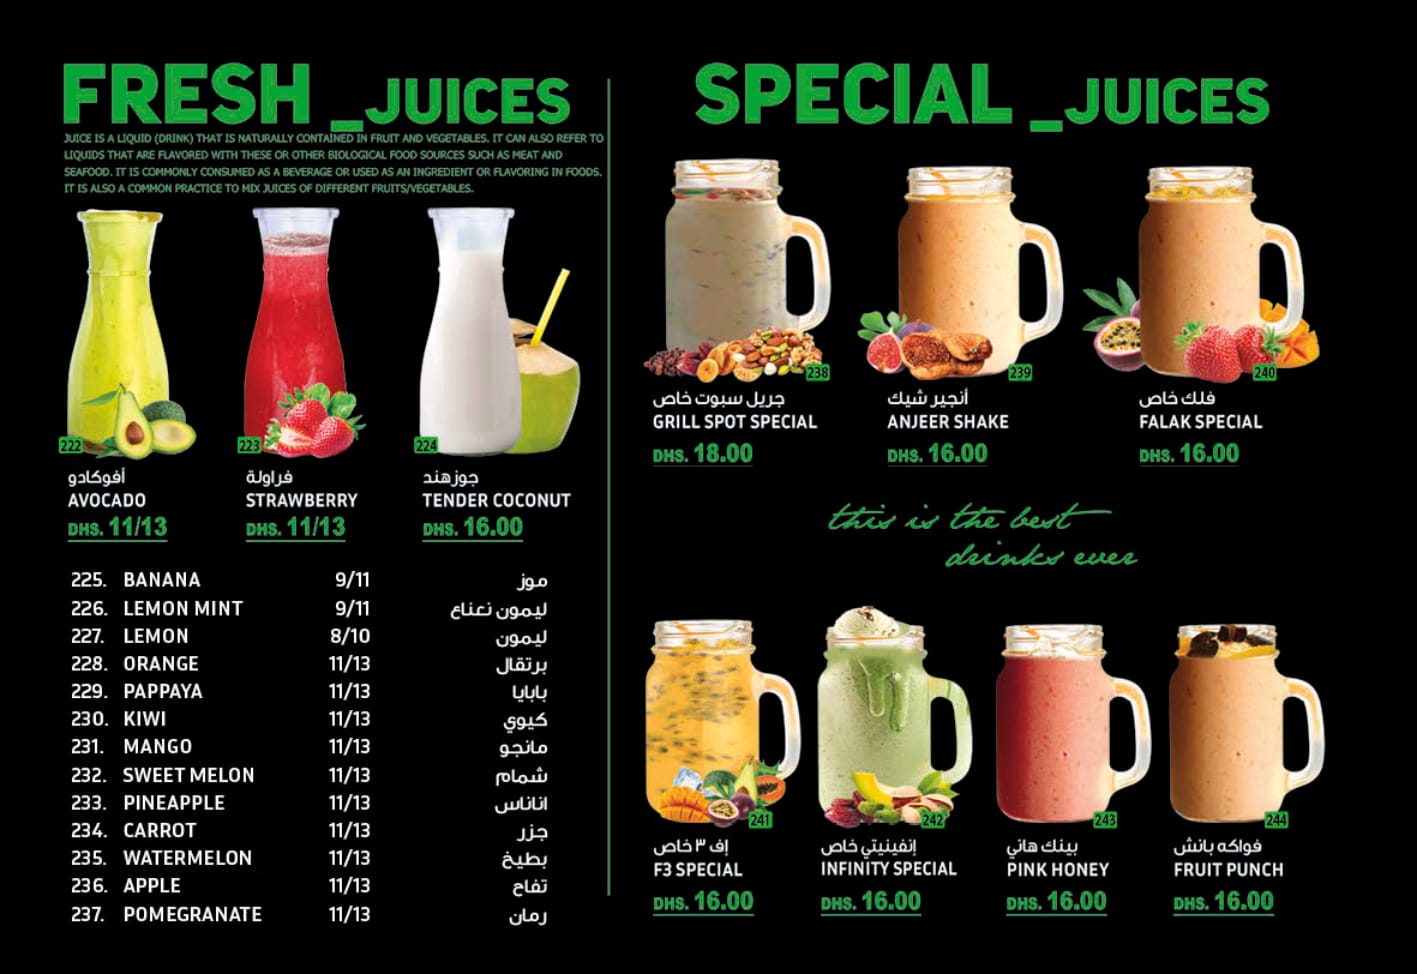 FRESH _JUICES
JUICE IS A LIQUID (DRINK) THAT IS NATURALLY CONTAINED IN FRUIT AND VEGETABLES. IT CAN ALSO REFER TO
LIQUIDS THAT ARE FLAVORED WITH THESE OR OTHER BIOLOGICAL FOOD SOURCES SUCH AS MEAT AND
SEAFOOD. IT IS COMMONLY CONSUMED AS A BEVERAGE OR USED AS AN INGREDIENT OR FLAVORING IN FOODS.
IT IS ALSO A COMMON PRACTICE TO MIX JUICES OF DIFFERENT FRUITS/VEGETABLES.
222
أفوكادو
AVOCADO
DHS. 11/13
223
فراولة
STRAWBERRY
DHS. 11/13
224
جوز هند
TENDER COCONUT
DHS. 16.00
225. BANANA 9/11 موز
226. LEMON MINT 9/11 ليمون نعناع
227. LEMON 8/10 ليمون
228. ORANGE 11/13 برتقال
229. PAPPAYA 11/13 بابايا
230. KIWI 11/13 كيوي
231. MANGO 11/13 مانجو
232. SWEET MELON 11/13 شمام
233. PINEAPPLE 11/13 اناناس
234. CARROT 11/13 جزر
235. WATERMELON 11/13 بطيخ
236. APPLE 11/13 تفاح
237. POMEGRANATE 11/13 رمان
SPECIAL _JUICES
238
جريل سبوت خاص
GRILL SPOT SPECIAL
DHS. 18.00
239
أنجير شيك
ANJEER SHAKE
DHS. 16.00
240
فلك خاص
FALAK SPECIAL
DHS. 16.00
this is the best
drinks ever
241
إف ٣ خاص
F3 SPECIAL
DHS. 16.00
242
إنفينيتي خاص
INFINITY SPECIAL
DHS. 16.00
243
بينك هاني
PINK HONEY
DHS. 16.00
244
فواكه بانش
FRUIT PUNCH
DHS. 16.00